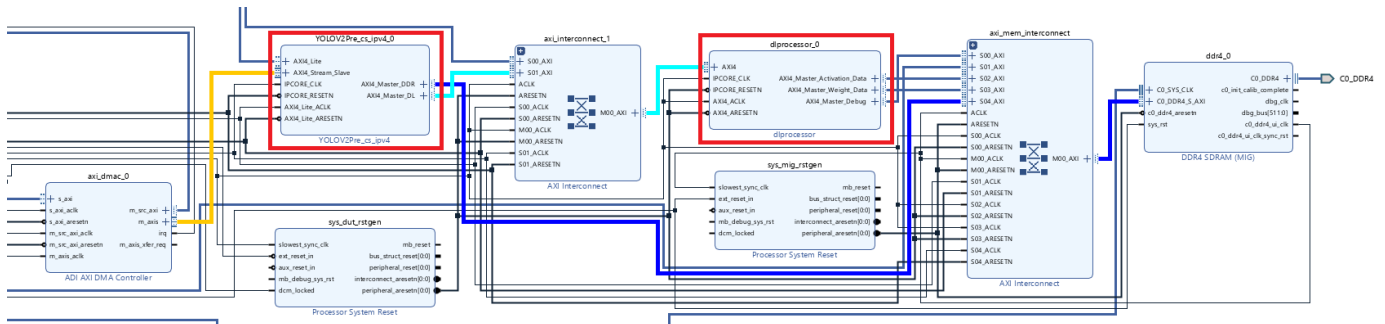 YOLOV2Pre_cs_ipv4_0
AXI4_Lite
AXI4_Stream_Slave
IPCORE_CLK
IPCORE_RESETN
AXI4_Lite_ACLK
AXI4_Lite_ARESETN
AXI4_Master_DDR
AXI4_Master_DL
YOLOV2Pre_cs_ipv4
axi_interconnect_1
S00_AXI
S01_AXI
ACLK
ARESETN
S00_ACLK
S00_ARESETN
M00_ACLK
M00_ARESETN
S01_ACLK
S01_ARESETN
M00_AXI
AXI Interconnect
dlprocessor_0
AXI4
IPCORE_CLK
IPCORE_RESETN
AXI4_ACLK
AXI4_ARESETN
AXI4_Master_Activation_Data
AXI4_Master_Weight_Data
AXI4_Master_Debug
dlprocessor
axi_mem_interconnect
S00_AXI
S01_AXI
S02_AXI
S03_AXI
S04_AXI
ACLK
ARESETN
S00_ACLK
S00_ARESETN
M00_ACLK
M00_ARESETN
S01_ACLK
S01_ARESETN
S02_ACLK
S02_ARESETN
S03_ACLK
S03_ARESETN
S04_ACLK
S04_ARESETN
M00_AXI
AXI Interconnect
ddr4_0
C0_SYS_CLK
C0_DDR4_S_AXI
c0_ddr4_aresetn
sys_rst
C0_DDR4
c0_init_calib_complete
dbg_clk
dbg_bus[511:0]
c0_ddr4_ui_clk
c0_ddr4_ui_clk_sync_rst
DDR4 SDRAM (MIG)
C0_DDR4
axi_dmac_0
s_axi
s_axi_aclk
s_axi_aresetn
m_src_axi_aclk
m_src_axi_aresetn
m_axis_aclk
m_src_axi
m_axis
irq
m_axis_xfer_req
ADI AXI DMA Controller
sys_dut_rstgen
slowest_sync_clk
ext_reset_in
aux_reset_in
mb_debug_sys_rst
dcm_locked
mb_reset
bus_struct_reset[0:0]
peripheral_reset[0:0]
interconnect_aresetn[0:0]
peripheral_aresetn[0:0]
Processor System Reset
sys_mig_rstgen
slowest_sync_clk
ext_reset_in
aux_reset_in
mb_debug_sys_rst
dcm_locked
mb_reset
bus_struct_reset[0:0]
peripheral_reset[0:0]
interconnect_aresetn[0:0]
peripheral_aresetn[0:0]
Processor System Reset